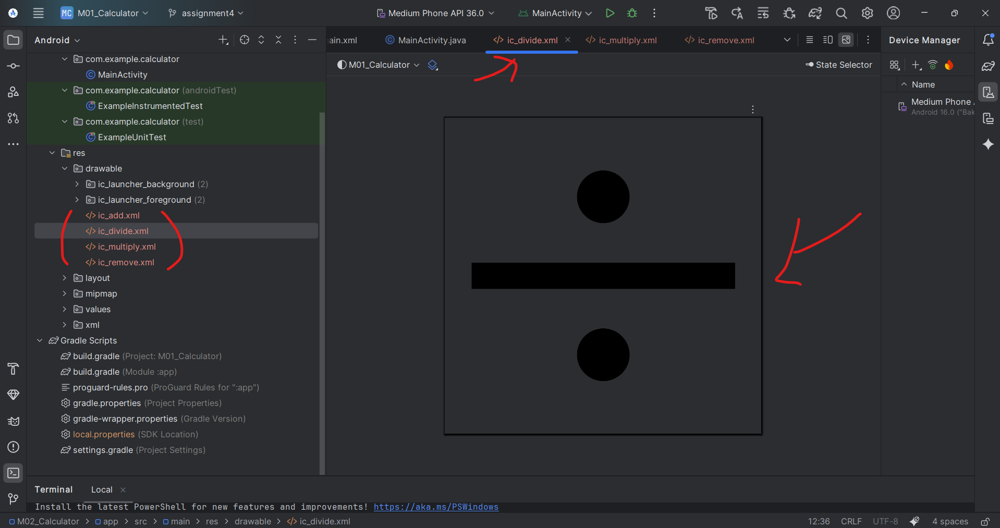 MC M01_Calculator
assignment4
Medium Phone API 36.0
MainActivity
Android
ain.xml
MainActivity.java
ic_divide.xml
ic_multiply.xml
ic_remove.xml
Device Manager
M01_Calculator
State Selector
Name
Medium Phone
Android 16.0 ("Bak
com.example.calculator
MainActivity
com.example.calculator (androidTest)
ExampleInstrumentedTest
com.example.calculator (test)
ExampleUnitTest
res
drawable
ic_launcher_background (2)
ic_launcher_foreground (2)
ic_add.xml
ic_divide.xml
ic_multiply.xml
ic_remove.xml
layout
mipmap
values
xml
Gradle Scripts
build.gradle (Project: M01_Calculator)
build.gradle (Module :app)
proguard-rules.pro (ProGuard Rules for ":app")
gradle.properties (Project Properties)
gradle-wrapper.properties (Gradle Version)
local.properties (SDK Location)
settings.gradle (Project Settings)
Terminal
Local
Install the latest PowerShell for new features and improvements! https://aka.ms/PSWindows
M02_Calculator > app > src > main > res > drawable > ic_divide.xml
12:36 CRLF UTF-8 4 spaces